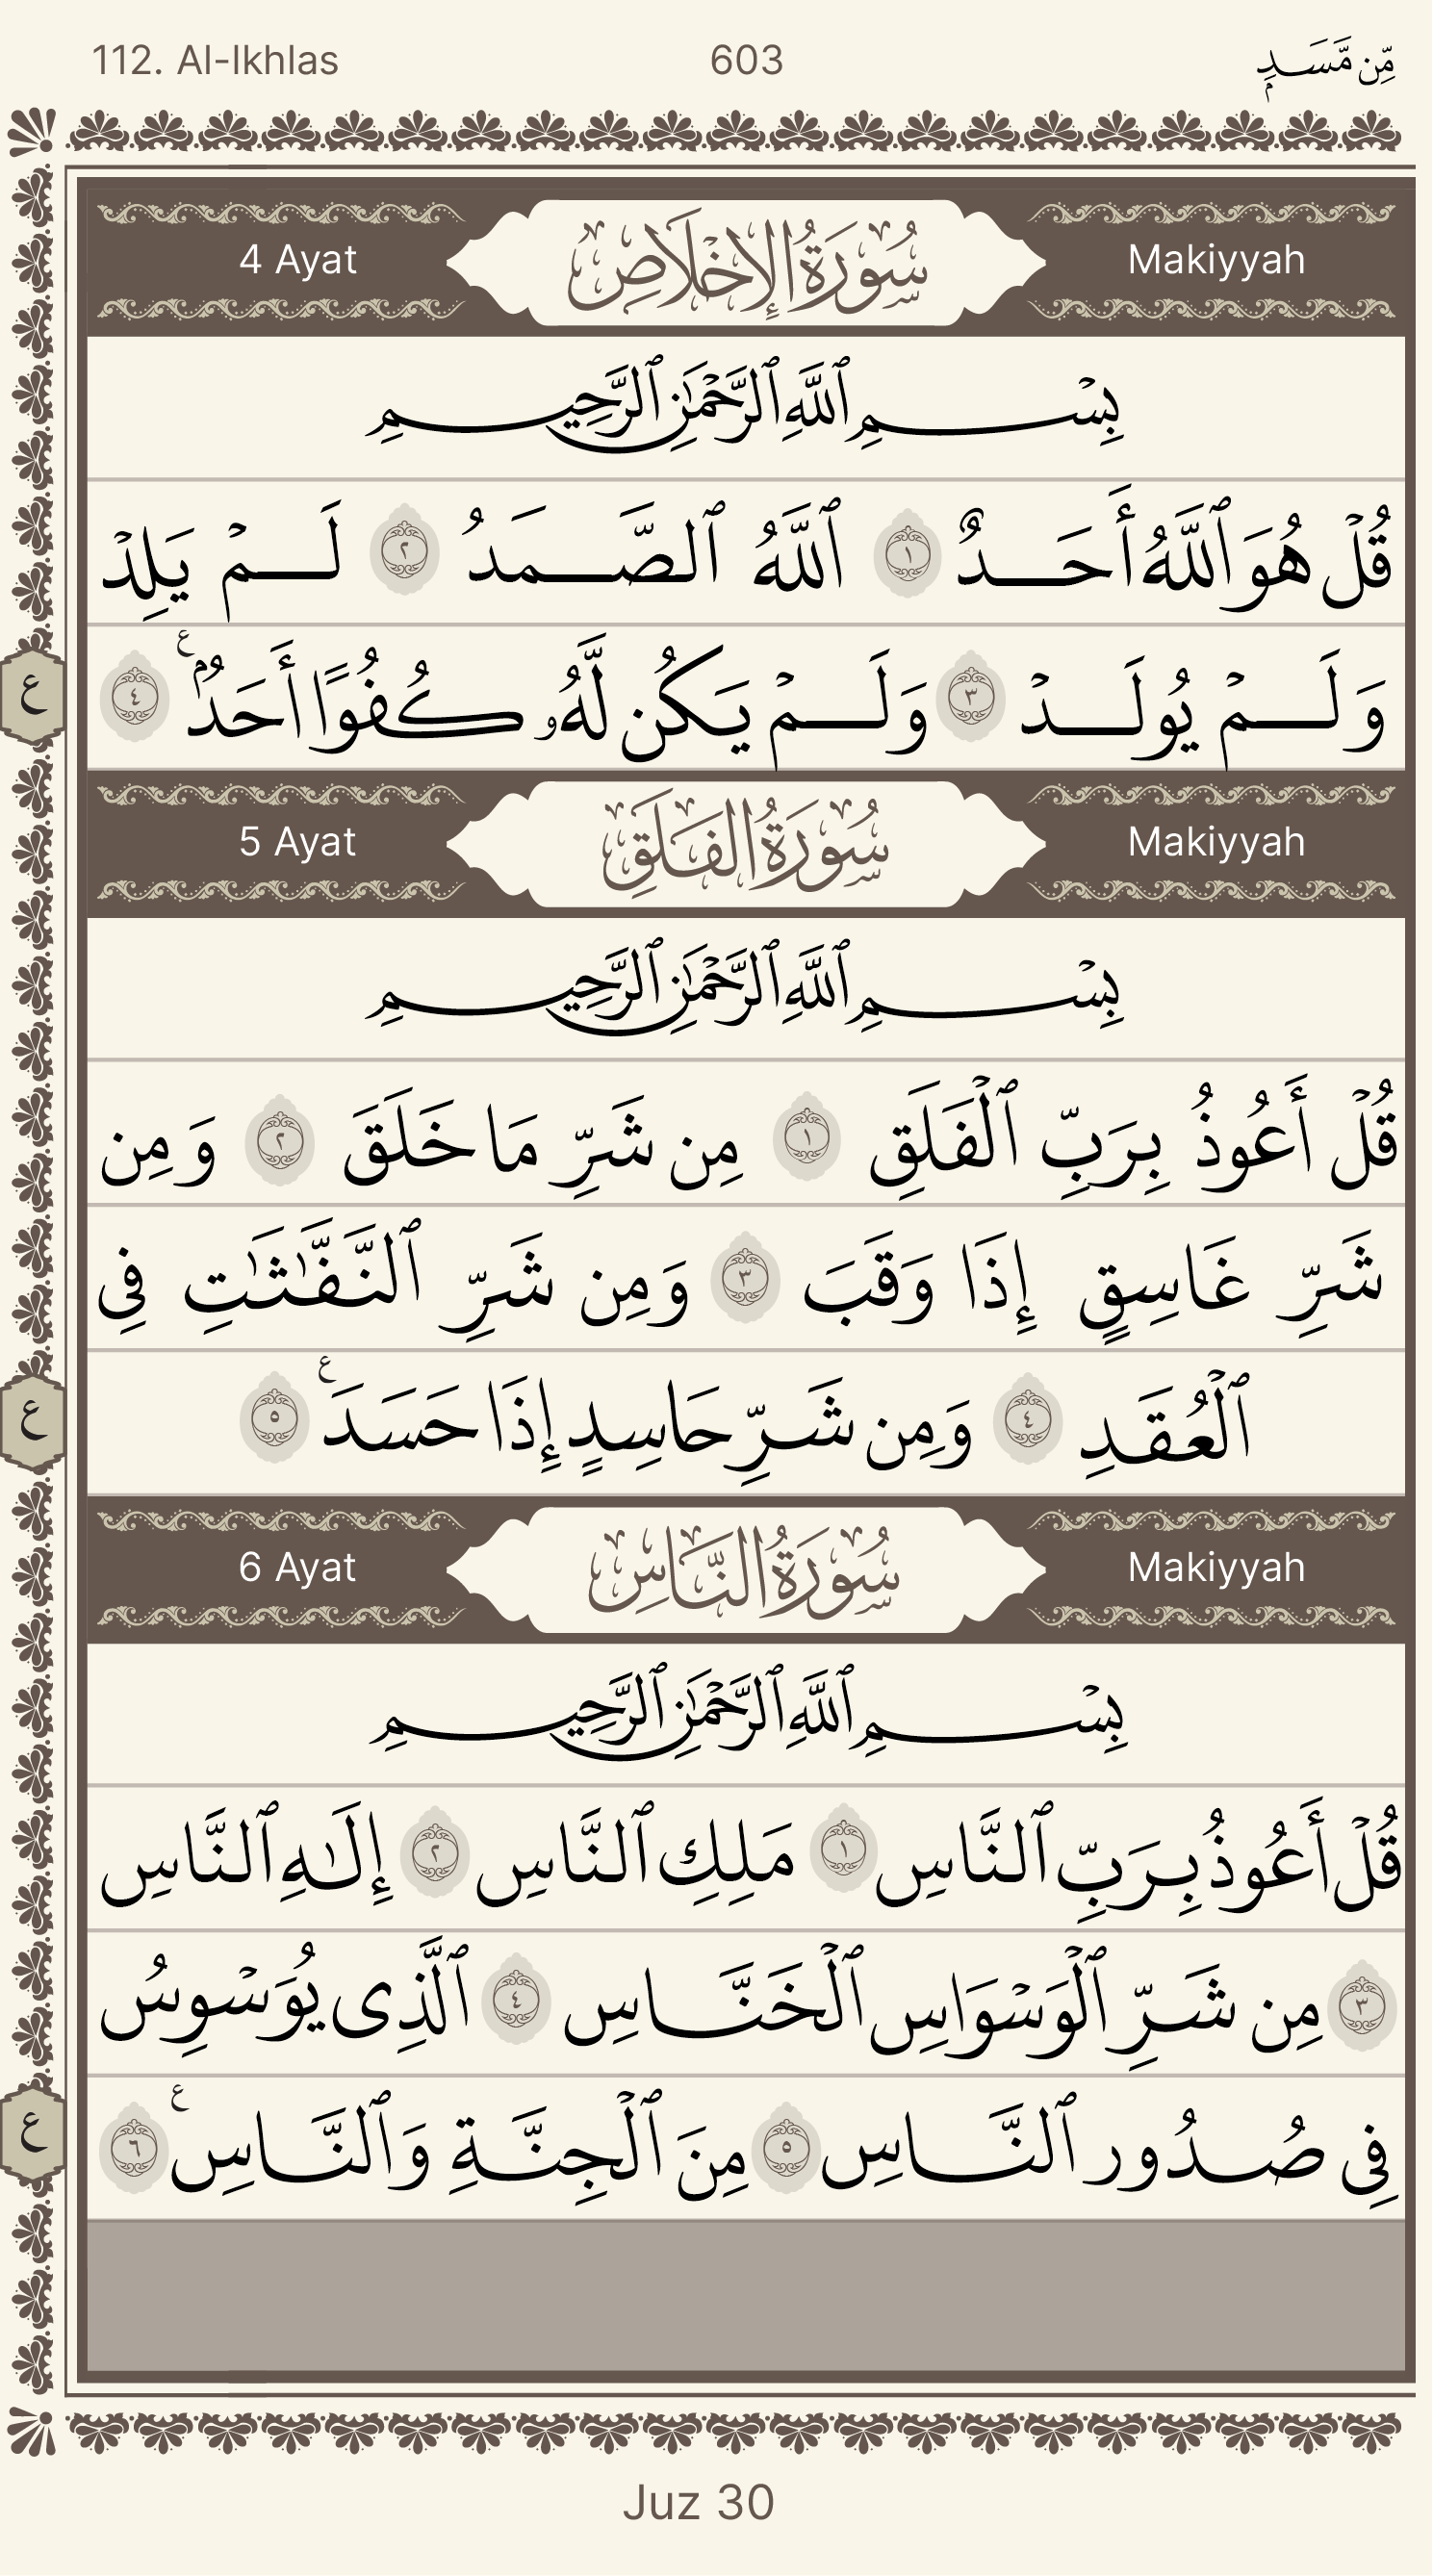 112. Al-Ikhlas 603 مِّن مَّسَدٍۭ
4 Ayat سُورَةُ الإِخْلَاصِ Makiyyah
بِسْمِ ٱللَّهِ ٱلرَّحْمَٰنِ ٱلرَّحِيمِ
قُلْ هُوَ ٱللَّهُ أَحَدٌ ١ ٱللَّهُ ٱلصَّمَدُ ٢ لَمْ يَلِدْ
ع
وَلَمْ يُولَدْ ٣ وَلَمْ يَكُن لَّهُۥ كُفُوًا أَحَدُۢ ع ٤
5 Ayat سُورَةُ الفَلَقِ Makiyyah
بِسْمِ ٱللَّهِ ٱلرَّحْمَٰنِ ٱلرَّحِيمِ
قُلْ أَعُوذُ بِرَبِّ ٱلْفَلَقِ ١ مِن شَرِّ مَا خَلَقَ ٢ وَمِن
شَرِّ غَاسِقٍ إِذَا وَقَبَ ٣ وَمِن شَرِّ ٱلنَّفَّٰثَٰتِ فِى
ع
ٱلْعُقَدِ ٤ وَمِن شَرِّ حَاسِدٍ إِذَا حَسَدَ ع ٥
6 Ayat سُورَةُ النَّاسِ Makiyyah
بِسْمِ ٱللَّهِ ٱلرَّحْمَٰنِ ٱلرَّحِيمِ
قُلْ أَعُوذُ بِرَبِّ ٱلنَّاسِ ١ مَلِكِ ٱلنَّاسِ ٢ إِلَٰهِ ٱلنَّاسِ
٣ مِن شَرِّ ٱلْوَسْوَاسِ ٱلْخَنَّاسِ ٤ ٱلَّذِى يُوَسْوِسُ
ع
فِى صُدُورِ ٱلنَّاسِ ٥ مِنَ ٱلْجِنَّةِ وَٱلنَّاسِ ع ٦
Juz 30